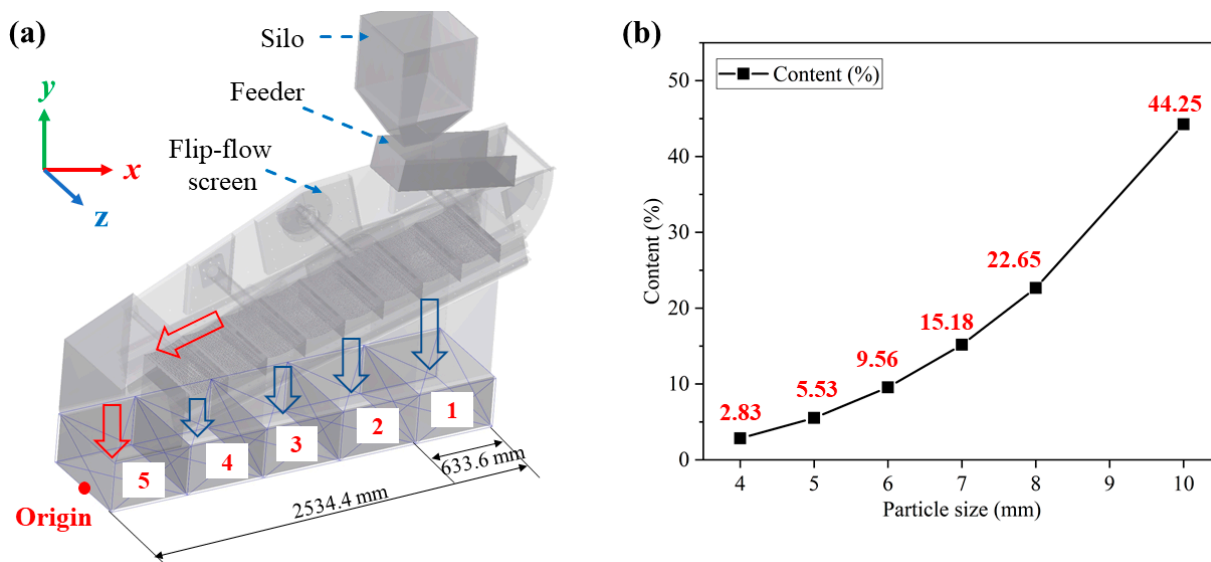 (a)
Silo
Feeder
Flip-flow
screen
y
x
z
1
2
3
4
5
633.6 mm
2534.4 mm
Origin
(b)
Content (%)
50
40
30
20
10
0
Content (%)
2.83
5.53
9.56
15.18
22.65
44.25
4 5 6 7 8 9 10
Particle size (mm)